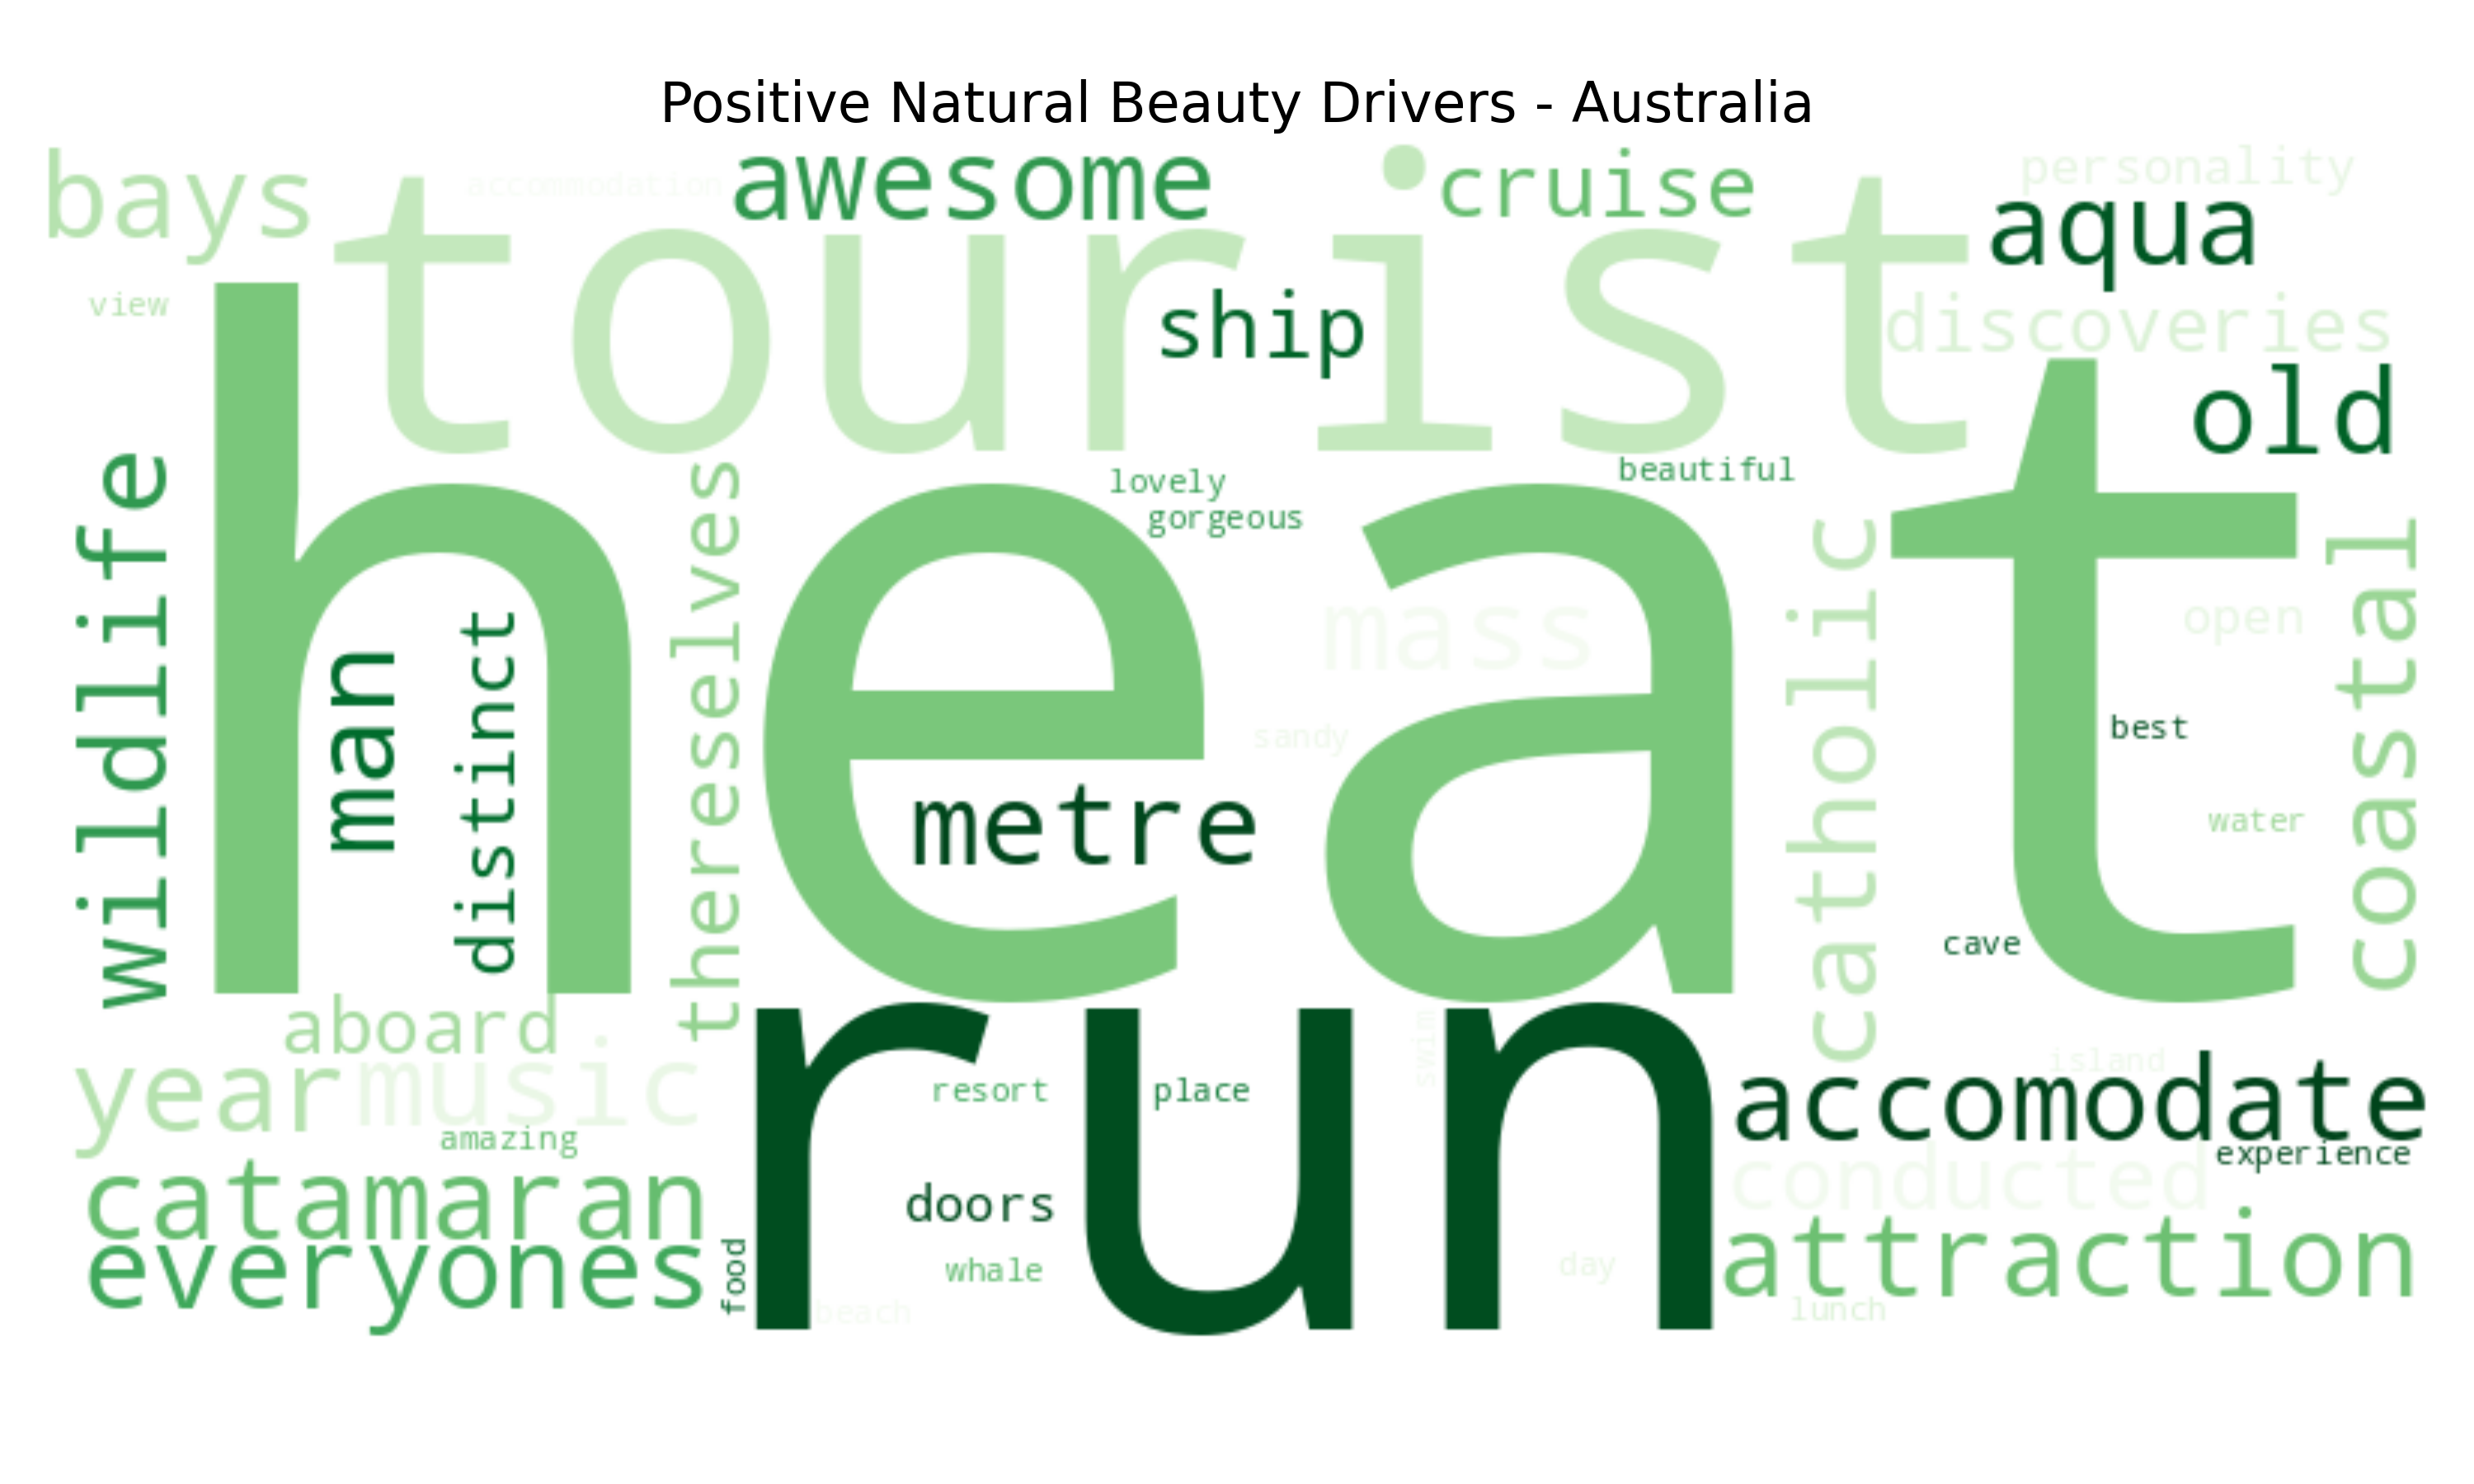 Positive Natural Beauty Drivers - Australia
bays
accommodation
awesome
cruise
personality
tourist
aqua
view
ship
discoveries
old
heat
lovely
beautiful
gorgeous
wildlife
man
distinct
thereselves
mass
sandy
metre
catholic
open
best
water
coastal
cave
aboard
year
music
amazing
run
resort
place
swim
island
accomodate
experience
catamaran
conducted
doors
everyones
food
whale
day
attraction
beach
lunch